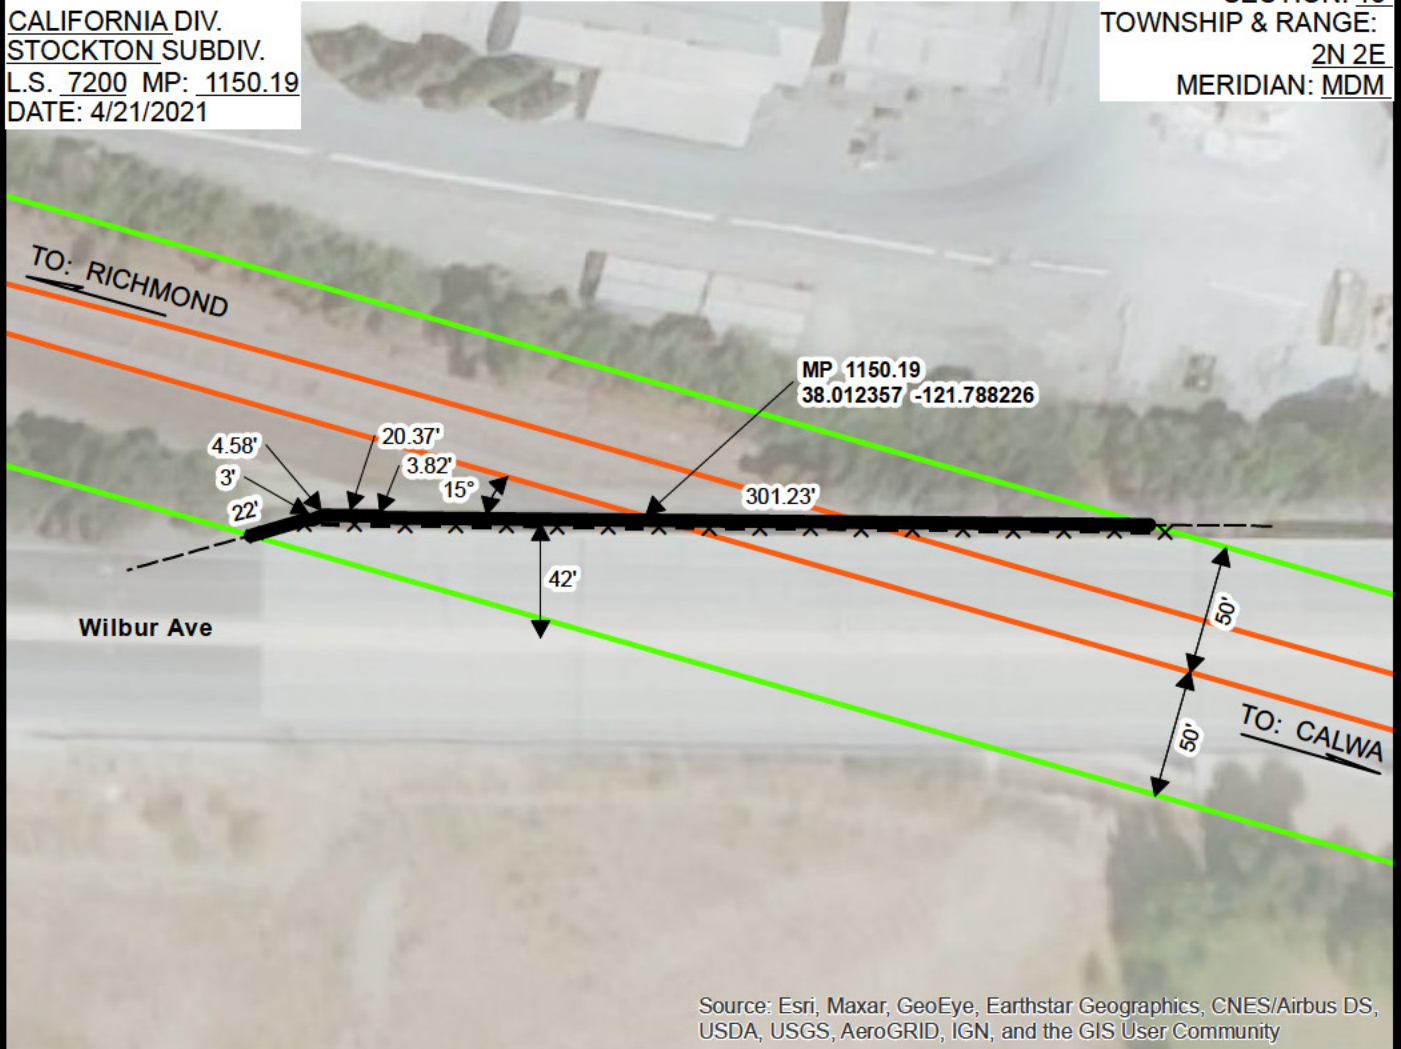 CALIFORNIA DIV.
STOCKTON SUBDIV.
L.S. 7200 MP: 1150.19
DATE: 4/21/2021
TOWNSHIP & RANGE:
2N 2E
MERIDIAN: MDM
TO: RICHMOND
MP 1150.19
38.012357 -121.788226
4.58'
20.37'
3.82'
3'
15°
301.23'
22'
42'
50'
Wilbur Ave
50'
TO: CALWA
Source: Esri, Maxar, GeoEye, Earthstar Geographics, CNES/Airbus DS,
USDA, USGS, AeroGRID, IGN, and the GIS User Community